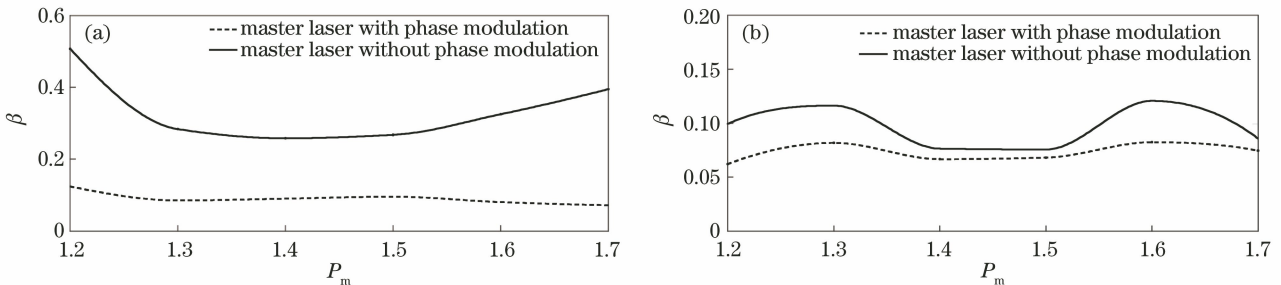 (a)
master laser with phase modulation
master laser without phase modulation
0.6
0.4
0.2
0
β
1.2 1.3 1.4 1.5 1.6 1.7
Pm
(b)
master laser with phase modulation
master laser without phase modulation
0.20
0.15
0.10
0.05
0
β
1.2 1.3 1.4 1.5 1.6 1.7
Pm